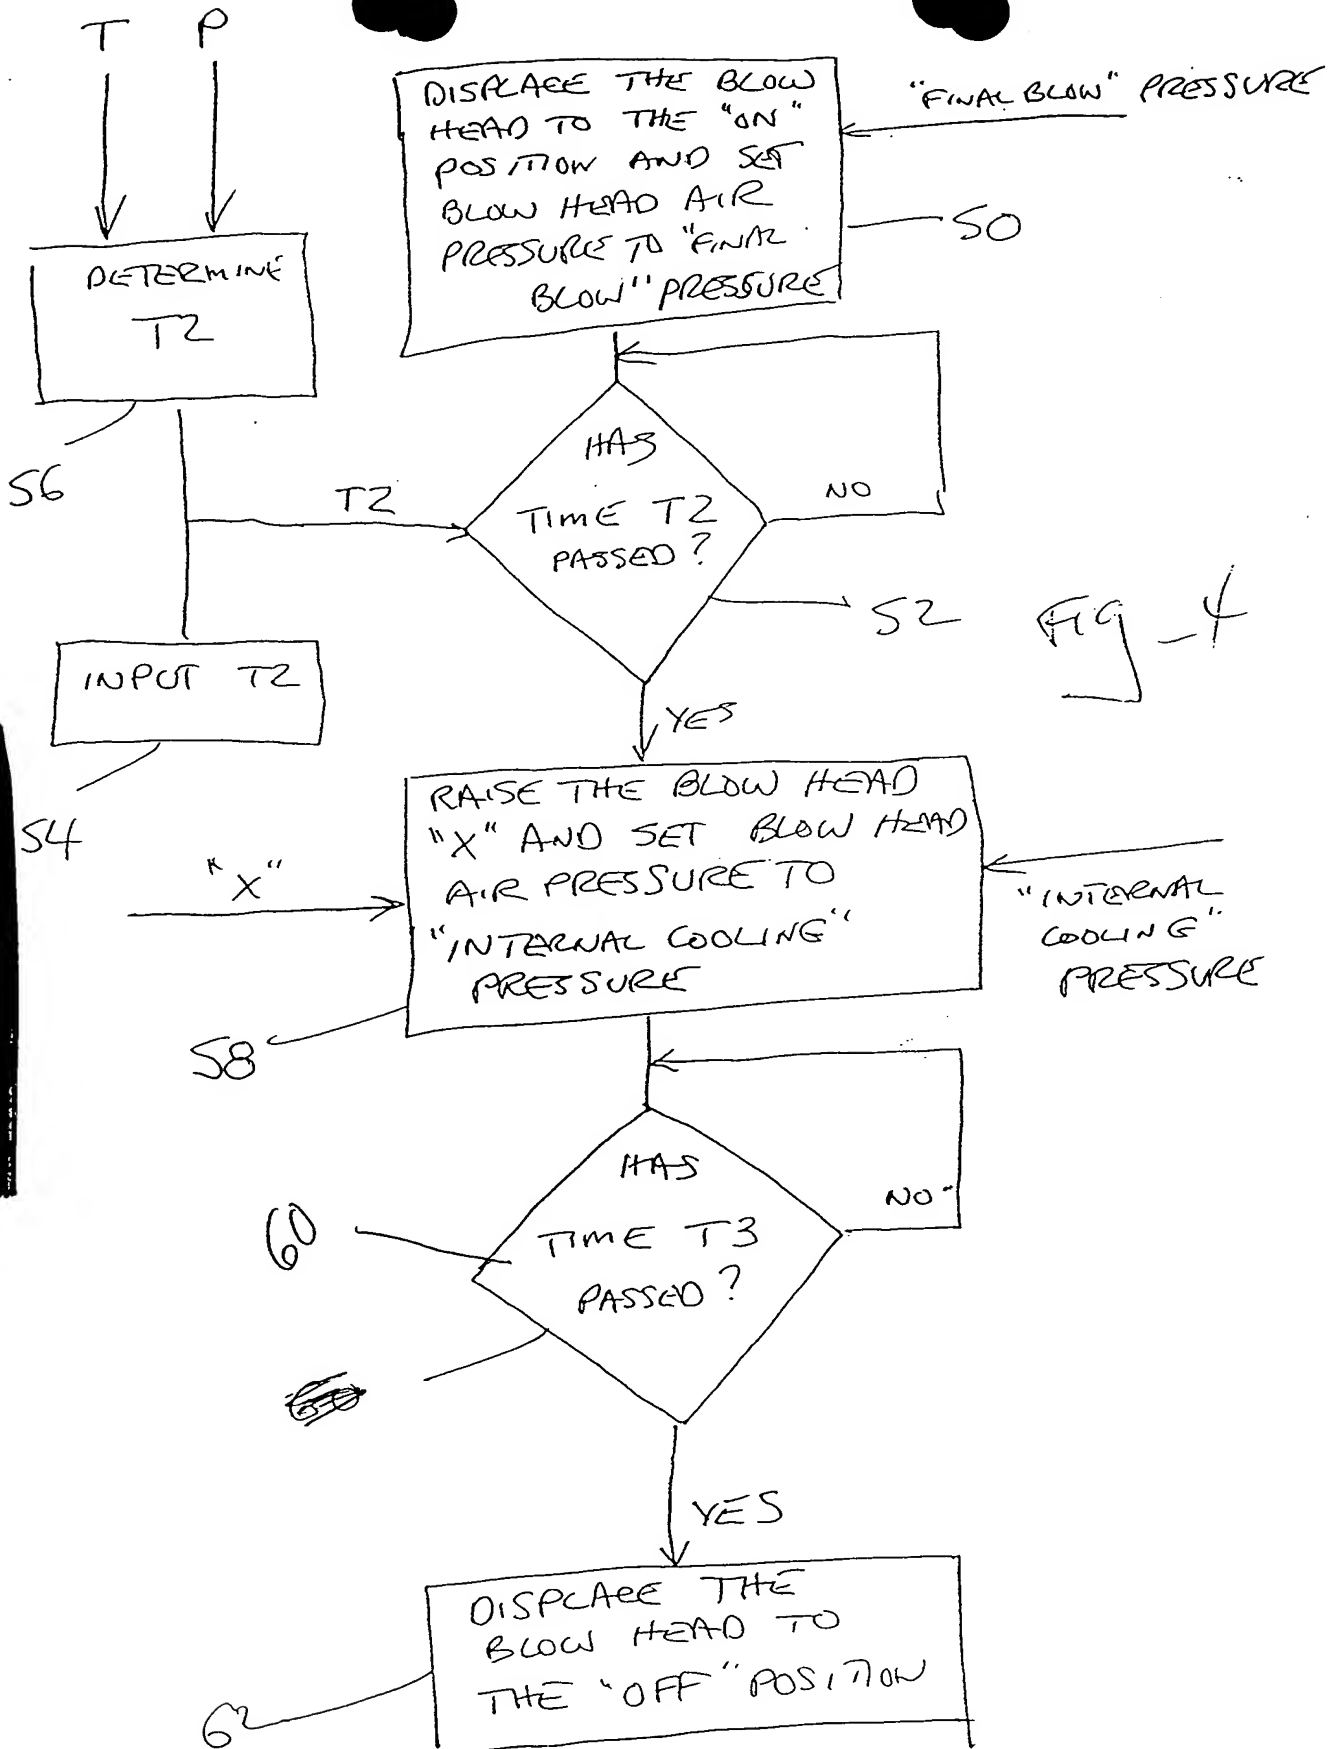 T P
DISPLACE THE BLOW
HEAD TO THE "ON"
POSITION AND SET
BLOW HEAD AIR
PRESSURE TO "FINAL
BLOW" PRESSURE
"FINAL BLOW" PRESSURE
50
DETERMINE
T2
56
T2
HAS
TIME T2
PASSED?
NO
52
Fig_4
INPUT T2
54
YES
RAISE THE BLOW HEAD
"X" AND SET BLOW HEAD
AIR PRESSURE TO
"INTERNAL COOLING"
PRESSURE
"X"
"INTERNAL
COOLING"
PRESSURE
58
HAS
TIME T3
PASSED?
NO
60
YES
DISPLACE THE
BLOW HEAD TO
THE "OFF" POSITION
62